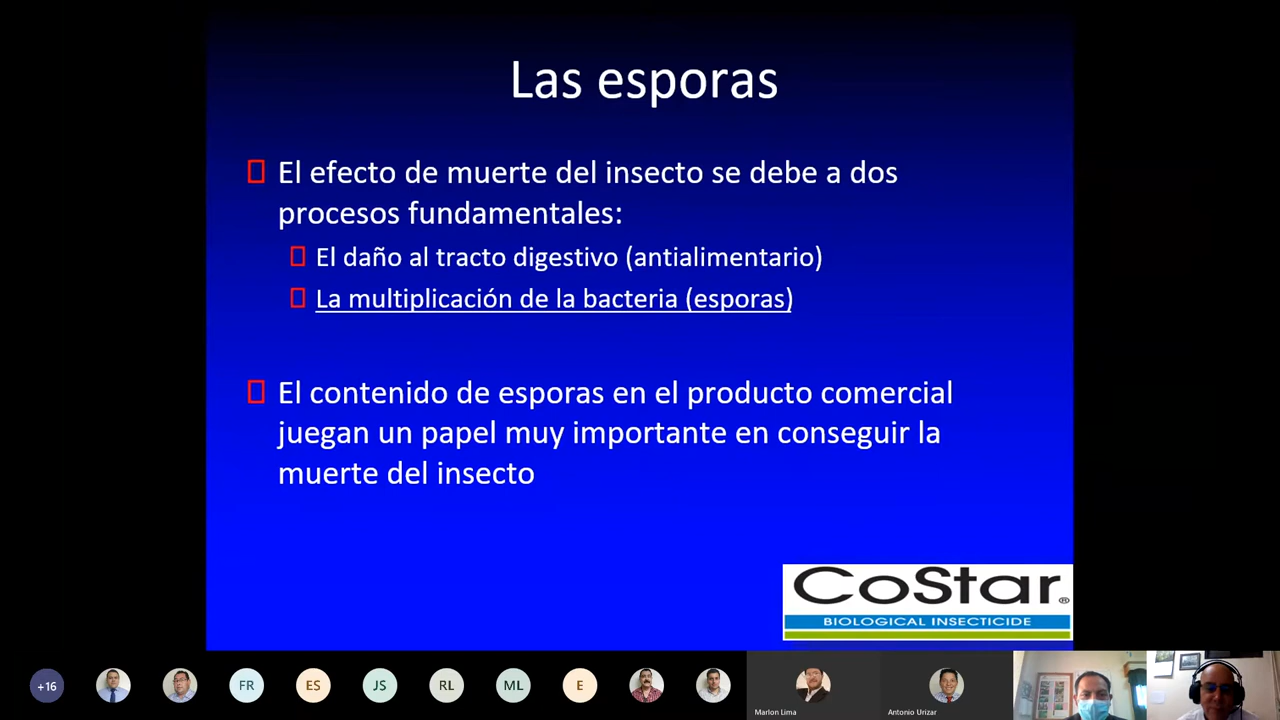 Las esporas
El efecto de muerte del insecto se debe a dos
procesos fundamentales:
El daño al tracto digestivo (antialimentario)
La multiplicación de la bacteria (esporas)
El contenido de esporas en el producto comercial
juegan un papel muy importante en conseguir la
muerte del insecto
CoStar®
BIOLOGICAL INSECTICIDE
+16
FR
ES
JS
RL
ML
E
Marlon Lima
Antonio Urizar